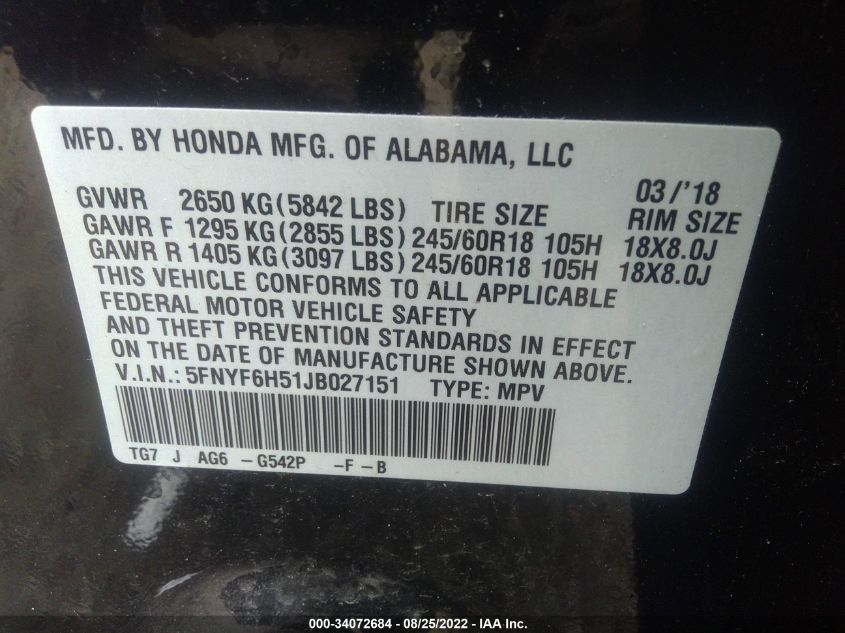 MFD. BY HONDA MFG. OF ALABAMA, LLC
03/'18
GVWR 2650 KG(5842 LBS) TIRE SIZE RIM SIZE
GAWR F 1295 KG(2855 LBS) 245/60R18 105H 18X8.0J
GAWR R 1405 KG(3097 LBS) 245/60R18 105H 18X8.0J
THIS VEHICLE CONFORMS TO ALL APPLICABLE
FEDERAL MOTOR VEHICLE SAFETY
AND THEFT PREVENTION STANDARDS IN EFFECT
ON THE DATE OF MANUFACTURE SHOWN ABOVE.
V.I.N.: 5FNYF6H51JB027151 TYPE: MPV
TG7 J AG6 -G542P -F-B
000-34072684 - 08/25/2022 - IAA Inc.